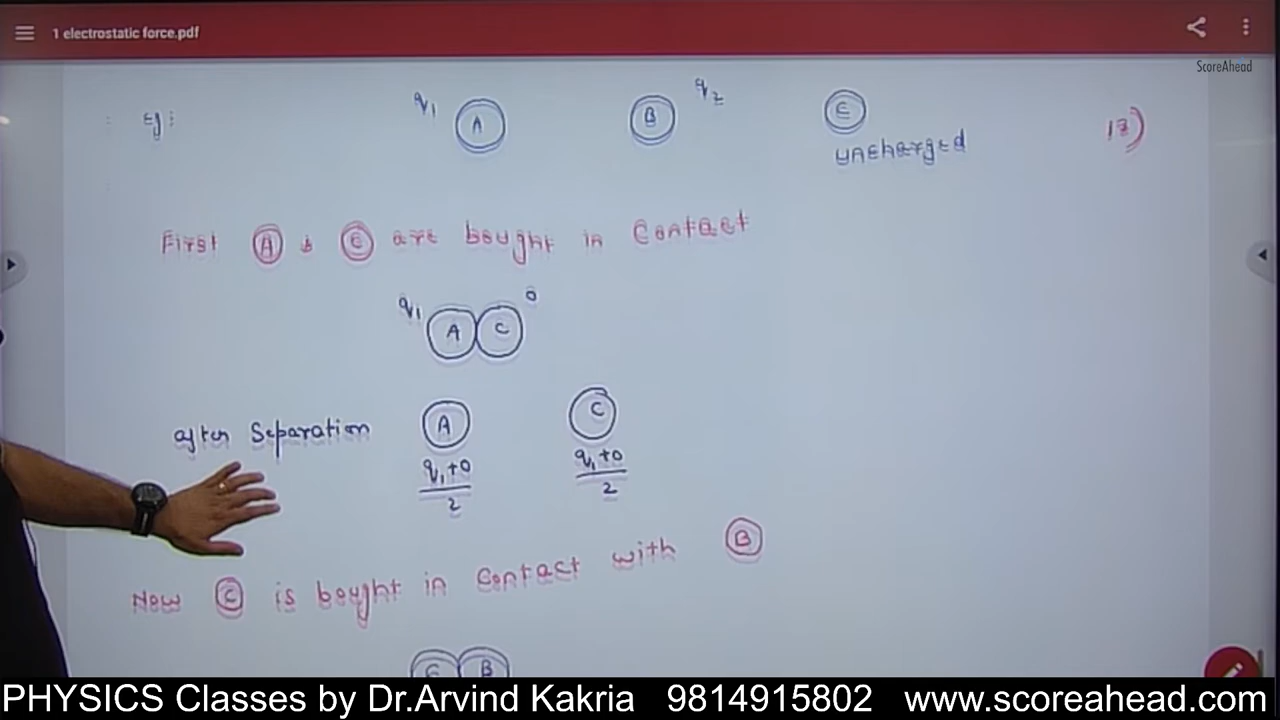 1 electrostatic force.pdf
ScoreAhead
Eg:
q1 A
B q2
C
uncharged
13)
First A & C are bought in Contact
q1 A C 0
after Separation A C
q1+0 q1+0
2 2
Now C is bought in Contact with B
C B
PHYSICS Classes by Dr.Arvind Kakria 9814915802 www.scoreahead.com